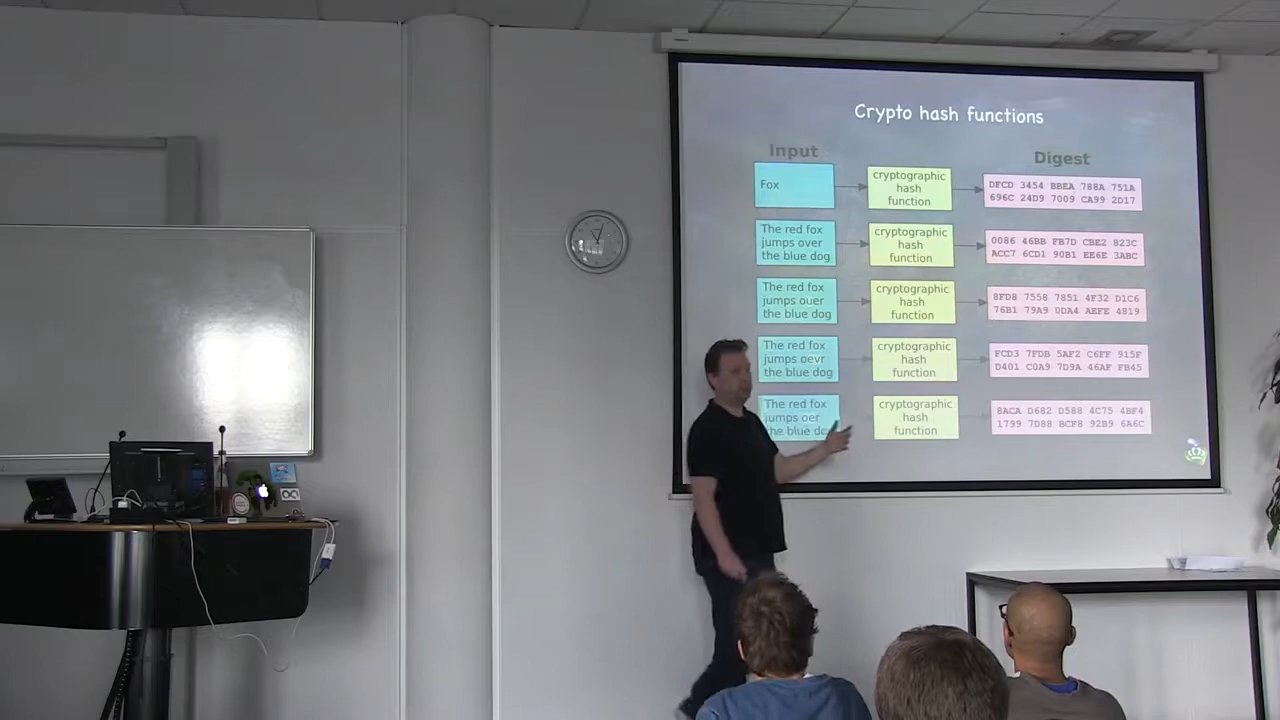 Crypto hash functions
Input
Digest
Fox
cryptographic
hash
function
DFCD 3454 BBEA 788A 751A
696C 24D9 7009 CA99 2D17
The red fox
jumps over
the blue dog
cryptographic
hash
function
0086 46BB FB7D CBE2 823C
ACC7 6CD1 90B1 EE6E 3ABC
The red fox
jumps ouer
the blue dog
cryptographic
hash
function
8FD8 7558 7851 4F32 D1C6
76B1 79A9 0DA4 AEFE 4819
The red fox
jumps oevr
the blue dog
cryptographic
hash
function
FCD3 7FDB 5AF2 C6FF 915F
D401 C0A9 7D9A 46AF FB45
The red fox
jumps oer
the blue dog
cryptographic
hash
function
8ACA D682 D588 4C75 4BF4
1799 7D88 BCF8 92B9 6A6C